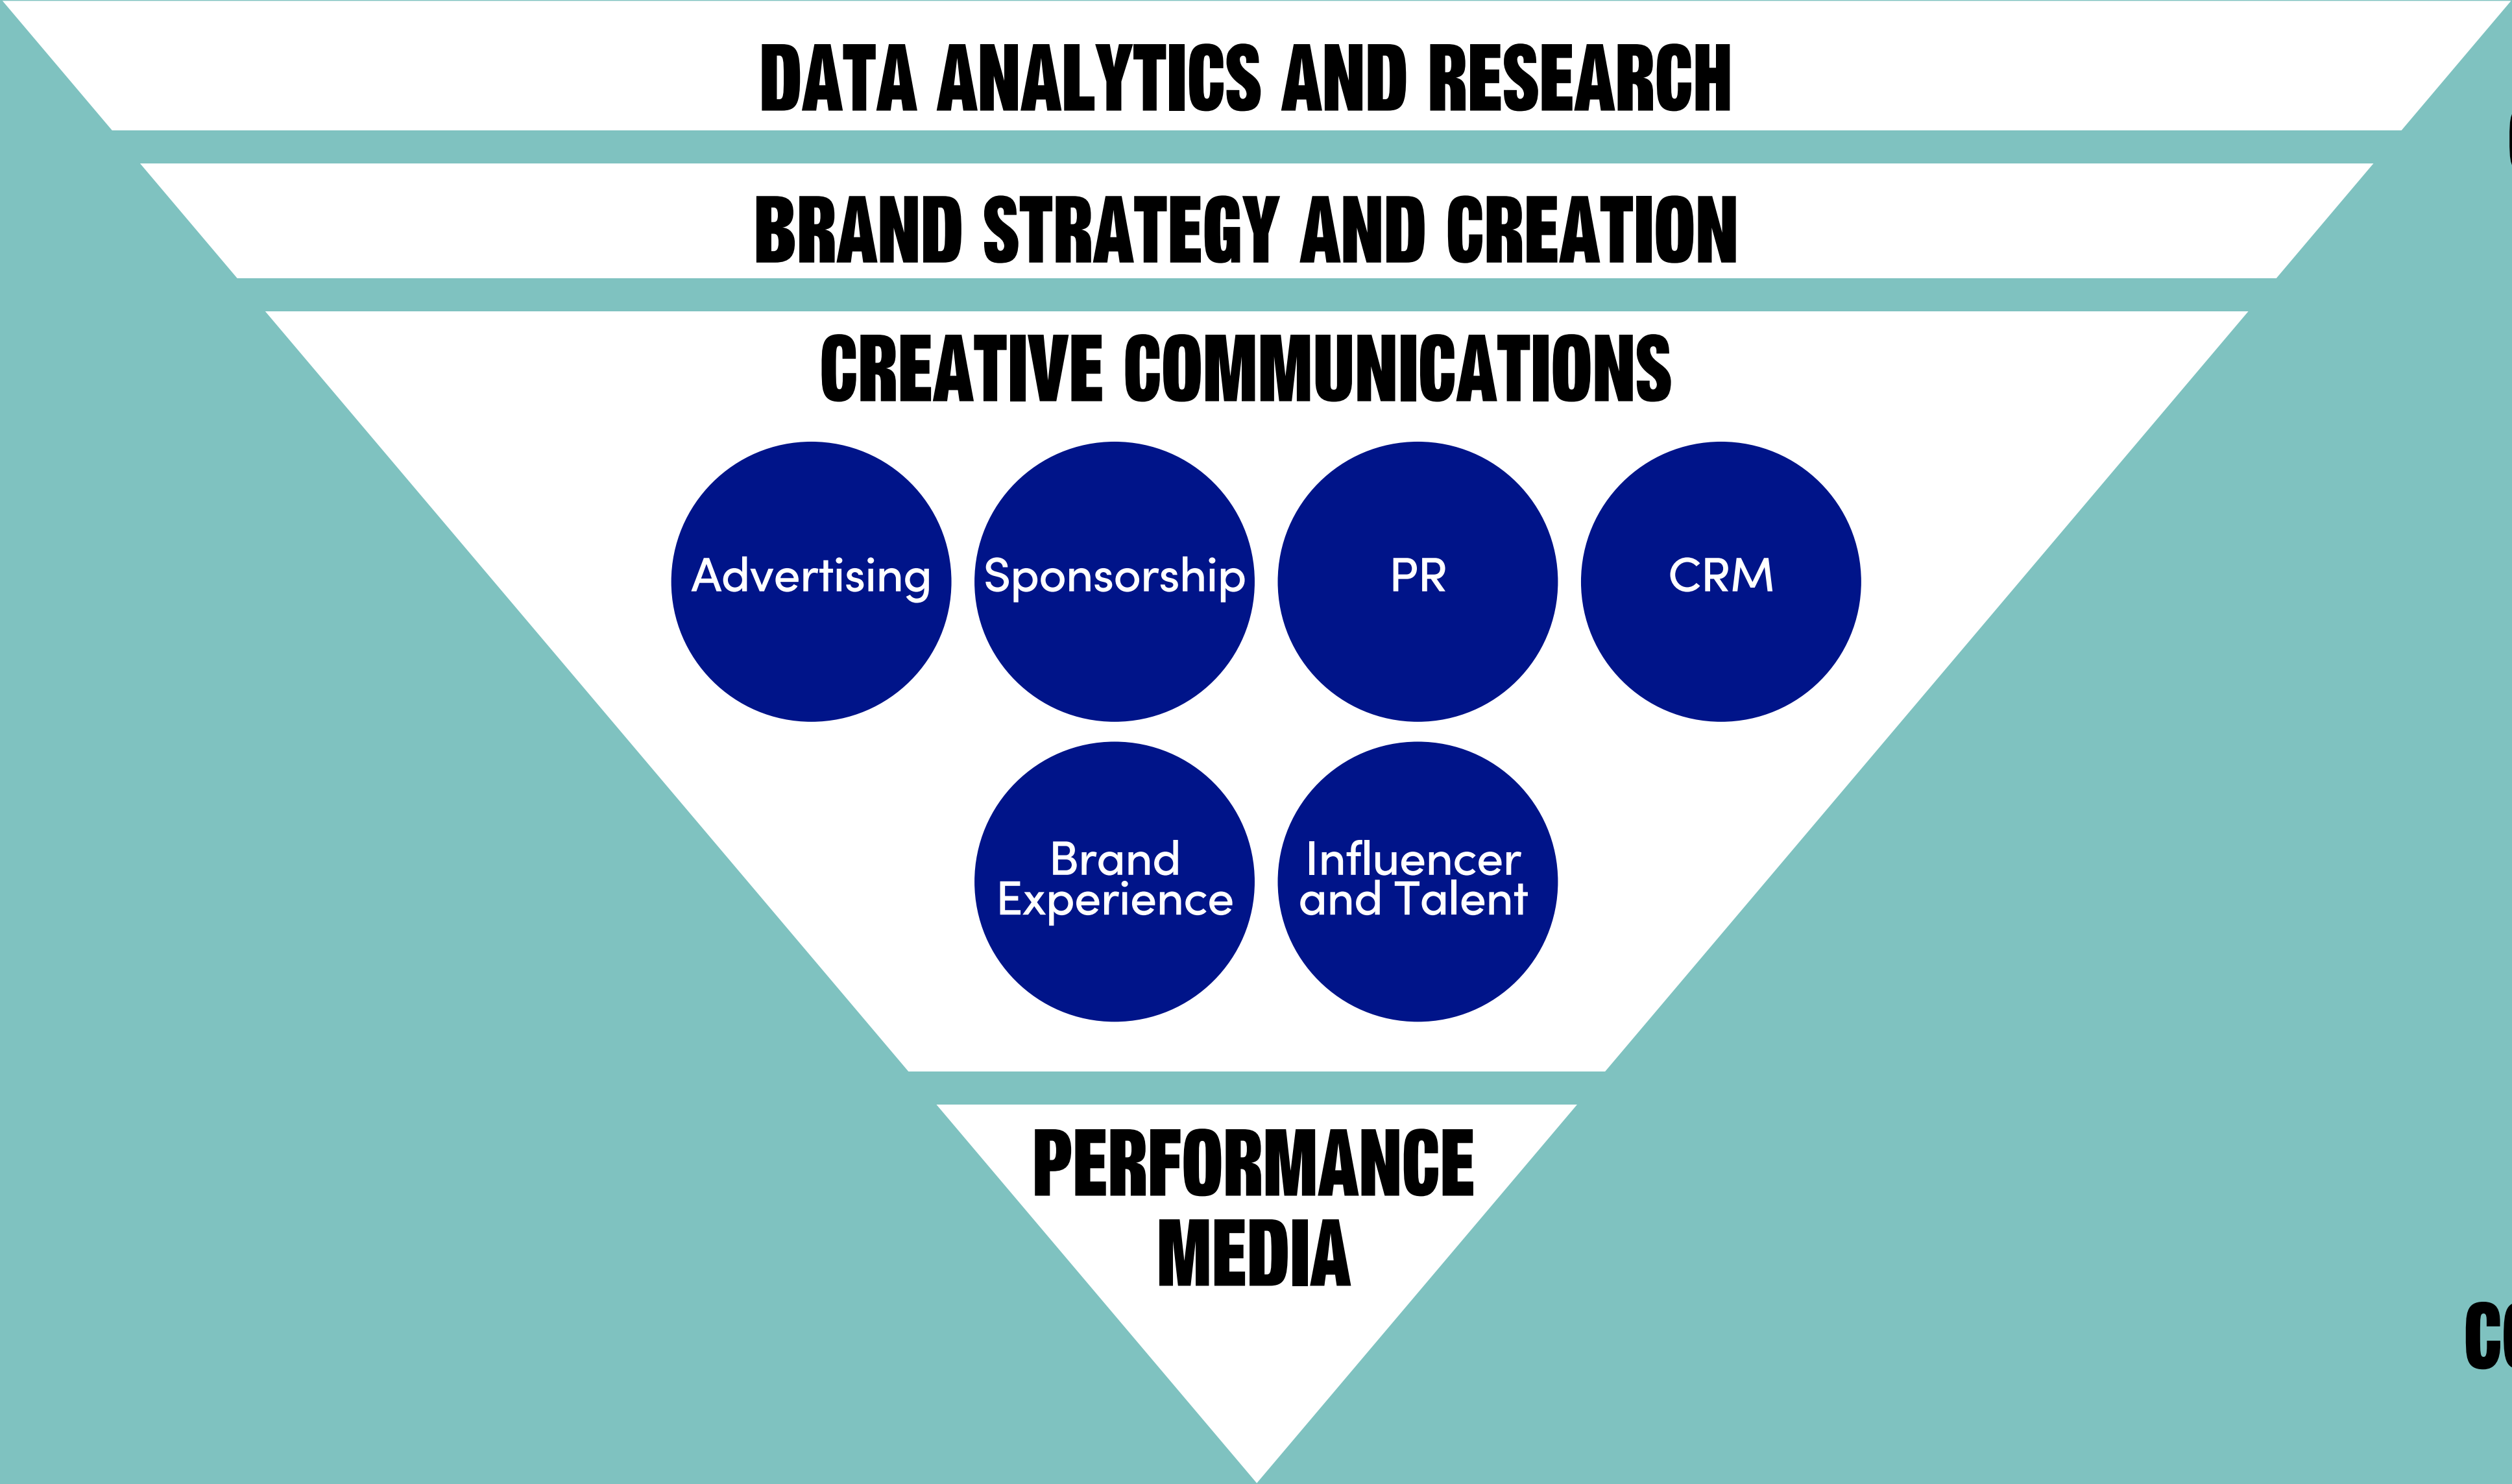 DATA ANALYTICS AND RESEARCH
BRAND STRATEGY AND CREATION
CREATIVE COMMUNICATIONS
Advertising
Sponsorship
PR
CRM
Brand
Experience
Influencer
and Talent
PERFORMANCE
MEDIA